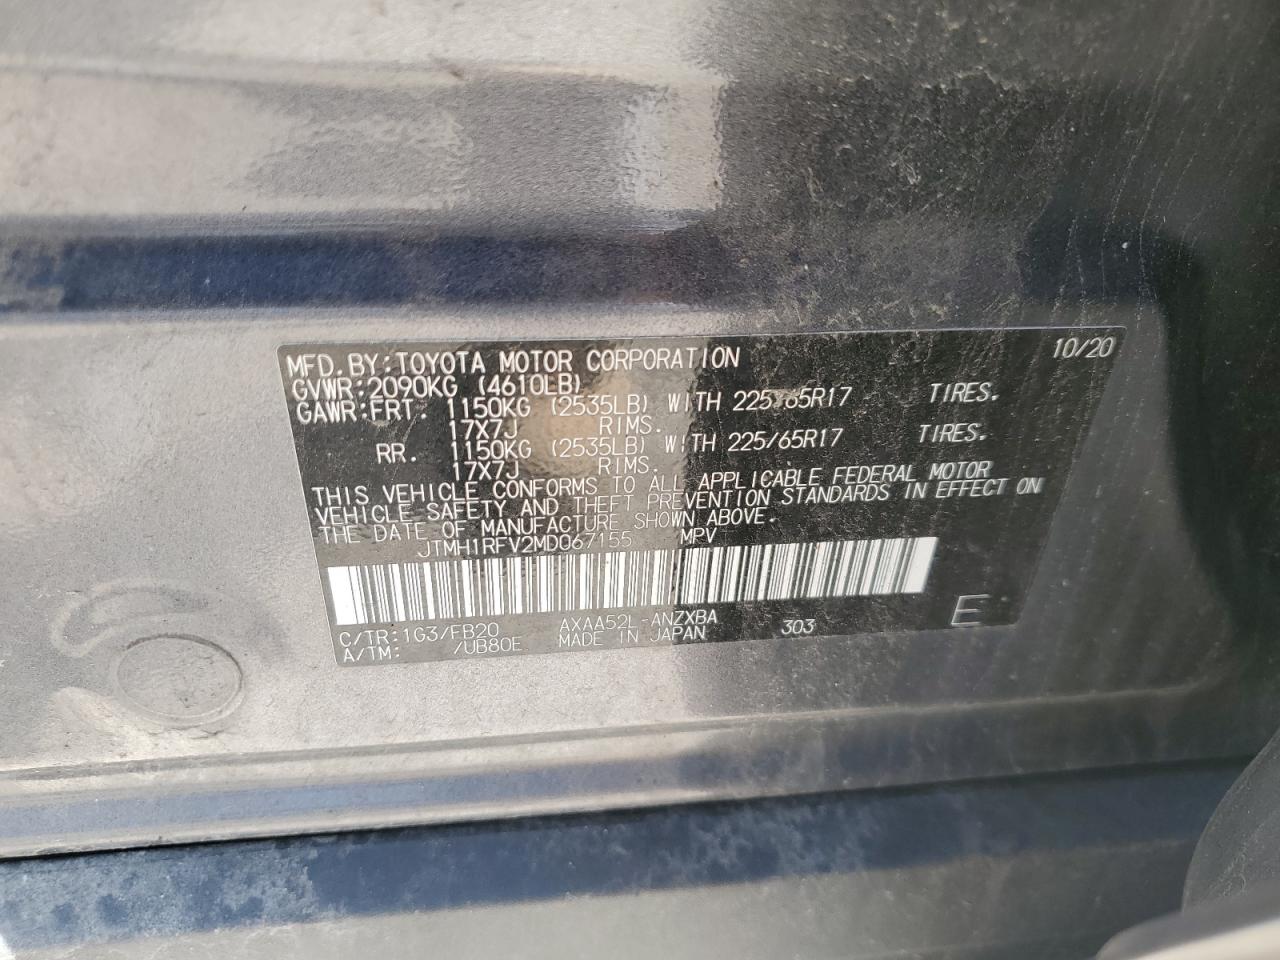 MFD.BY:TOYOTA MOTOR CORPORATION 10/20
GVWR:2090KG (4610LB)
GAWR:FRT. 1150KG (2535LB) WITH 225/65R17 TIRES.
17X7J RIMS.
RR. 1150KG (2535LB) WITH 225/65R17 TIRES.
17X7J RIMS.
THIS VEHICLE CONFORMS TO ALL APPLICABLE FEDERAL MOTOR
VEHICLE SAFETY AND THEFT PREVENTION STANDARDS IN EFFECT ON
THE DATE OF MANUFACTURE SHOWN ABOVE.
JTMH1RFV2MD067155 MPV
C/TR:1G3/FB20 AXAA52L-ANZXBA
A/TM: /UB80E MADE IN JAPAN 303 E